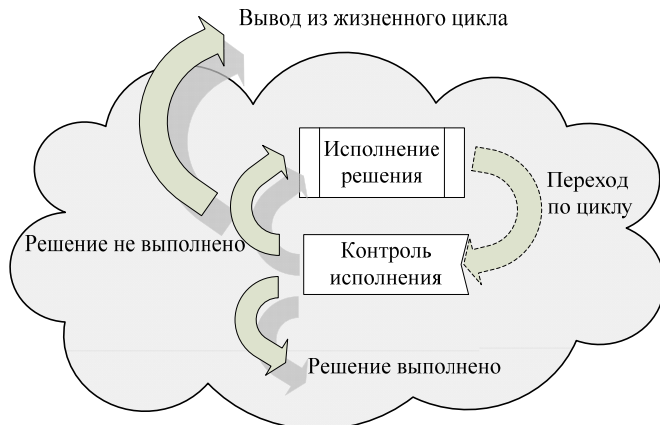 Вывод из жизненного цикла
Исполнение
решения
Переход
по циклу
Решение не выполнено
Контроль
исполнения
Решение выполнено